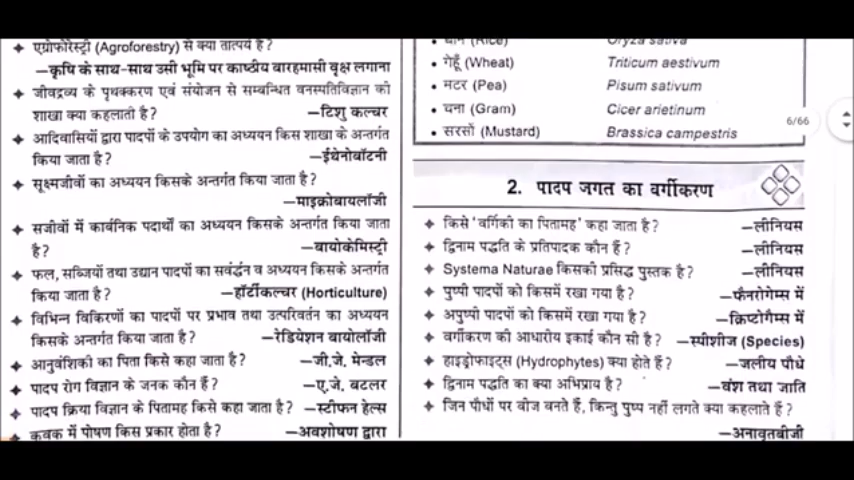 एग्रोफोरेस्ट्री (Agroforestry) से क्या तात्पर्य है?
—कृषि के साथ-साथ उसी भूमि पर काष्ठीय बारहमासी वृक्ष लगाना
जीवद्रव्य के पृथक्करण एवं संयोजन से सम्बन्धित वनस्पतिविज्ञान की
शाखा क्या कहलाती है? —टिशु कल्चर
आदिवासियों द्वारा पादपों के उपयोग का अध्ययन किस शाखा के अन्तर्गत
किया जाता है? —ईथेनोबॉटनी
सूक्ष्मजीवों का अध्ययन किसके अन्तर्गत किया जाता है?
—माइक्रोबायलॉजी
सजीवों में कार्बनिक पदार्थों का अध्ययन किसके अन्तर्गत किया जाता
है? —बायोकेमिस्ट्री
फल, सब्जियों तथा उद्यान पादपों का सवंर्द्धन व अध्ययन किसके अन्तर्गत
किया जाता है? —हॉर्टीकल्चर (Horticulture)
विभिन्न विकिरणों का पादपों पर प्रभाव तथा उत्परिवर्तन का अध्ययन
किसके अन्तर्गत किया जाता है? —रेडियेशन बायोलॉजी
आनुवंशिकी का पिता किसे कहा जाता है? —जी.जे. मेन्डल
पादप रोग विज्ञान के जनक कौन हैं? —ए.जे. बटलर
पादप क्रिया विज्ञान के पितामह किसे कहा जाता है? —स्टीफन हेल्स
कवक में पोषण किस प्रकार होता है? —अवशोषण द्वारा
धान (Rice) Oryza sativa
गेहूँ (Wheat) Triticum aestivum
मटर (Pea) Pisum sativum
चना (Gram) Cicer arietinum
सरसों (Mustard) Brassica campestris
6/66
2. पादप जगत का वर्गीकरण
किसे 'वर्गिकी का पितामह' कहा जाता है? —लीनियस
द्विनाम पद्धति के प्रतिपादक कौन हैं? —लीनियस
Systema Naturae किसकी प्रसिद्ध पुस्तक है? —लीनियस
पुष्पी पादपों को किसमें रखा गया है? —फैनरोगेम्स में
अपुष्पी पादपों को किसमें रखा गया है? —क्रिप्टोगैम्स में
वर्गीकरण की आधारीय इकाई कौन सी है? —स्पीशीज (Species)
हाइड्रोफाइट्स (Hydrophytes) क्या होते हैं? —जलीय पौधे
द्विनाम पद्धति का क्या अभिप्राय है? —वंश तथा जाति
जिन पौधों पर बीज बनते हैं, किन्तु पुष्प नहीं लगते क्या कहलाते हैं?
—अनावृतबीजी